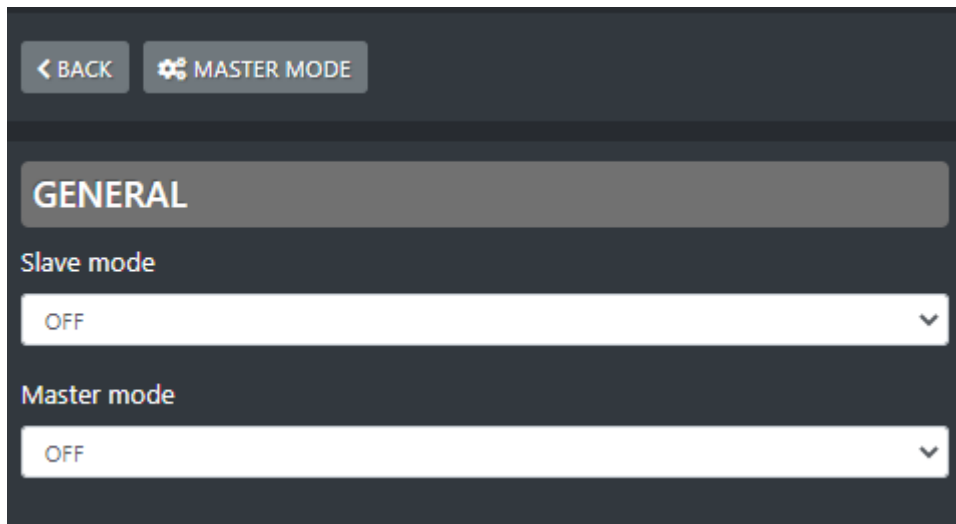 BACK MASTER MODE
GENERAL
Slave mode
OFF
Master mode
OFF